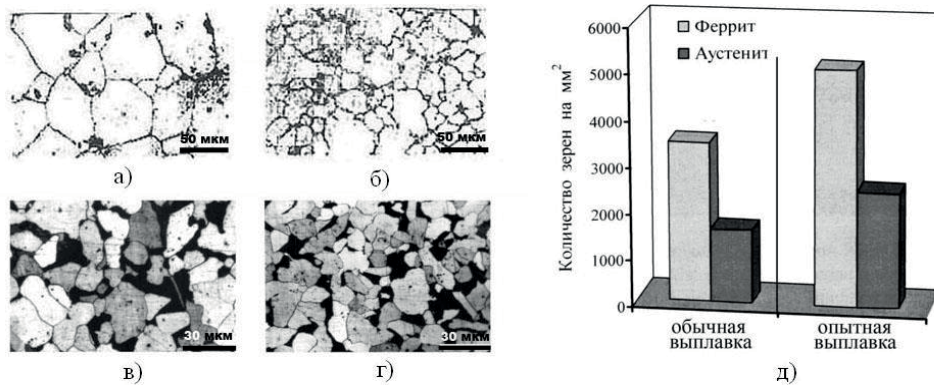 50 мкм
50 мкм
а)
б)
30 мкм
30 мкм
в)
г)
Количество зерен на мм²
6000
5000
4000
3000
2000
1000
0
Феррит
Аустенит
обычная
выплавка
опытная
выплавка
д)